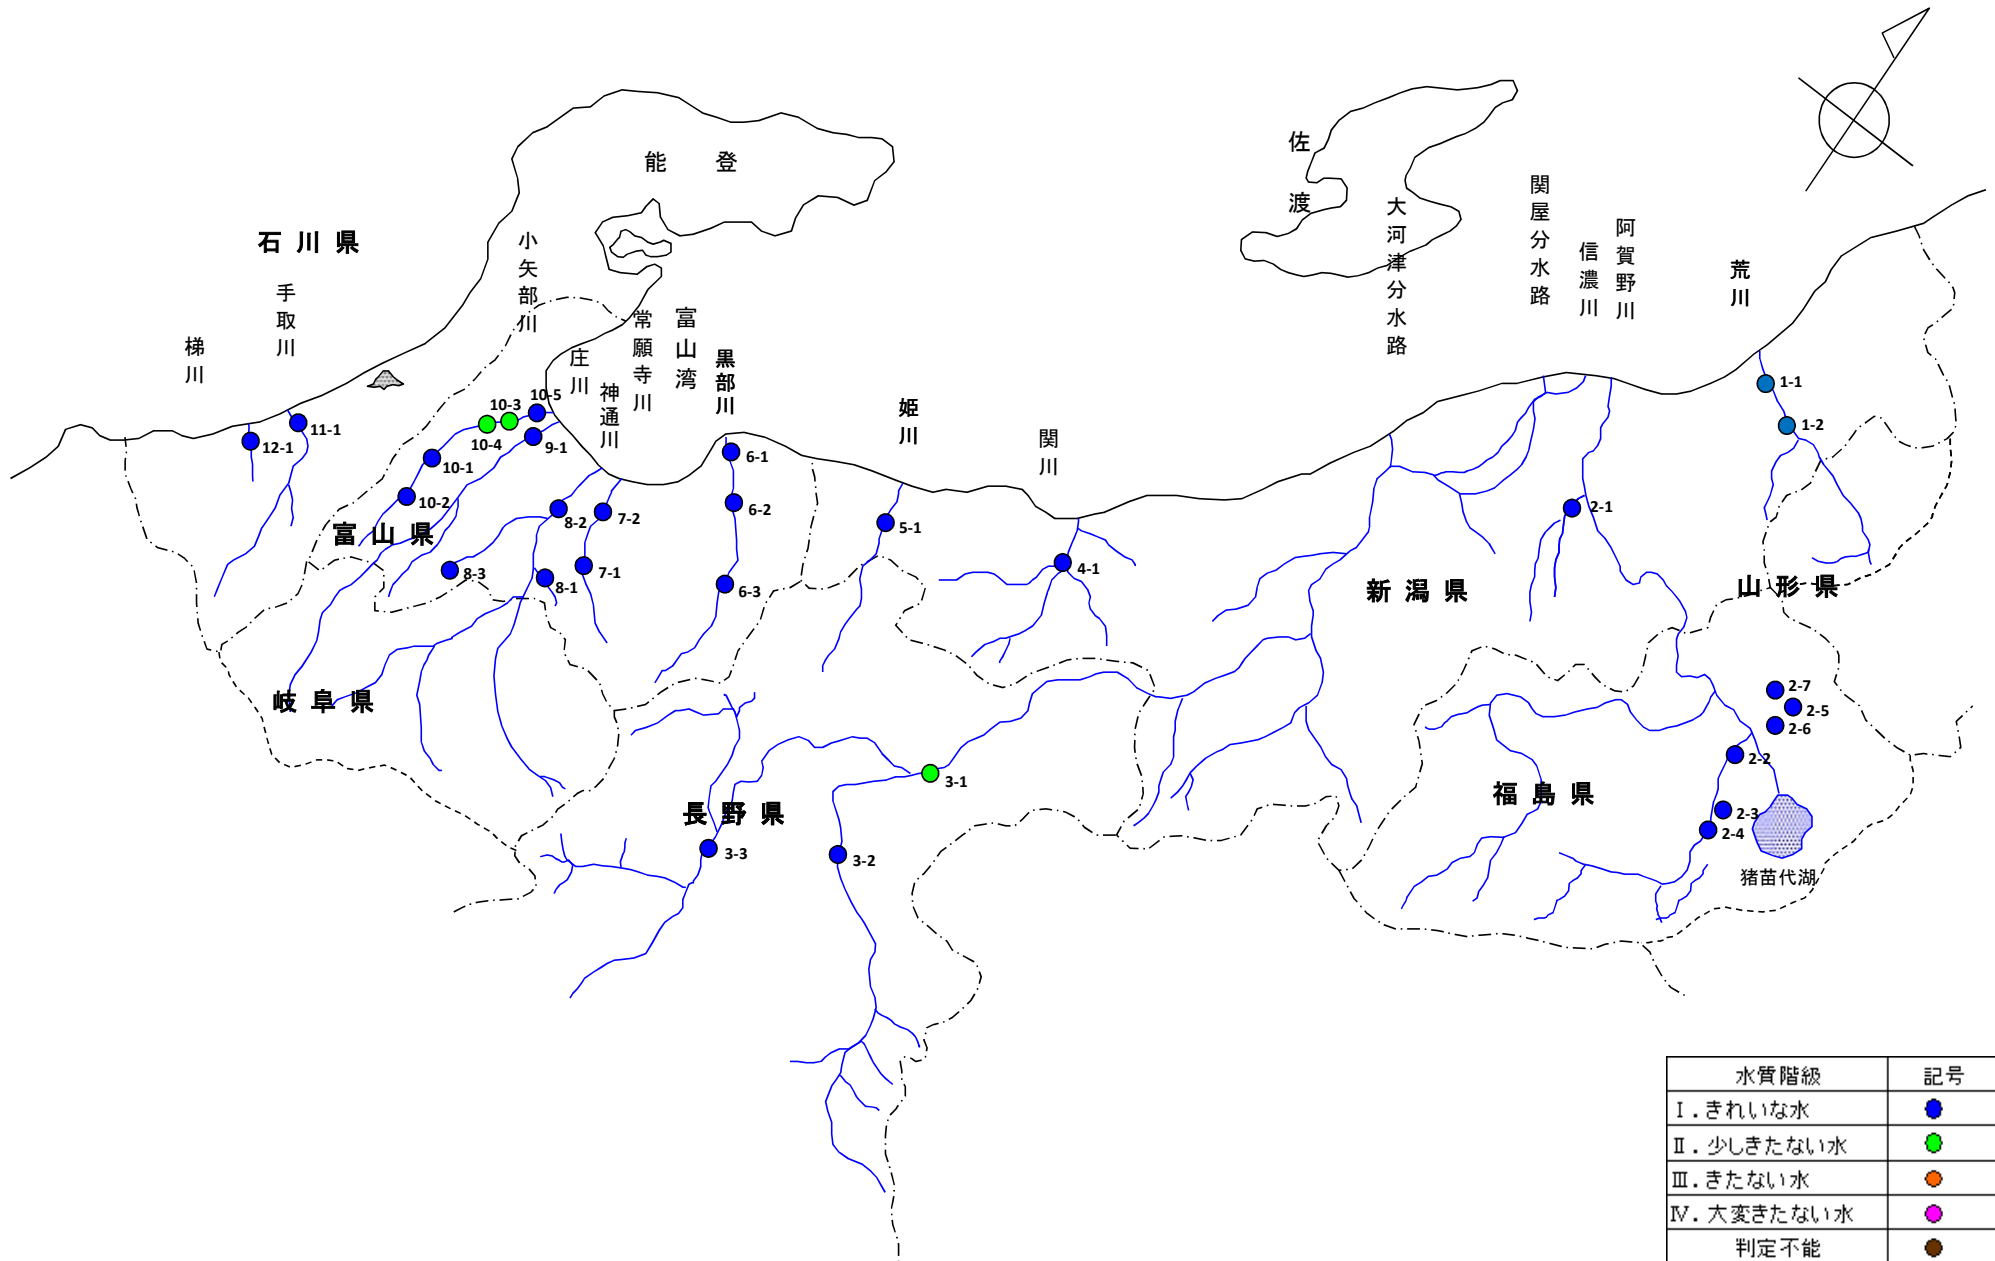 能登
佐渡
石川県
手取川
梯川
小矢部川
庄川
神通川
常願寺川
富山湾
黒部川
姫川
関川
大河津分水路
関屋分水路
信濃川
阿賀野川
荒川
1-1
1-2
12-1
11-1
10-3
10-5
10-4
9-1
10-1
10-2
6-1
6-2
6-3
8-2
7-2
8-3
8-1
7-1
5-1
4-1
2-1
富山県
新潟県
山形県
岐阜県
長野県
福島県
2-7
2-5
2-6
2-2
2-3
2-4
3-1
3-2
3-3
猪苗代湖
水質階級 記号
Ⅰ.きれいな水
Ⅱ.少しきたない水
Ⅲ.きたない水
Ⅳ.大変きたない水
判定不能